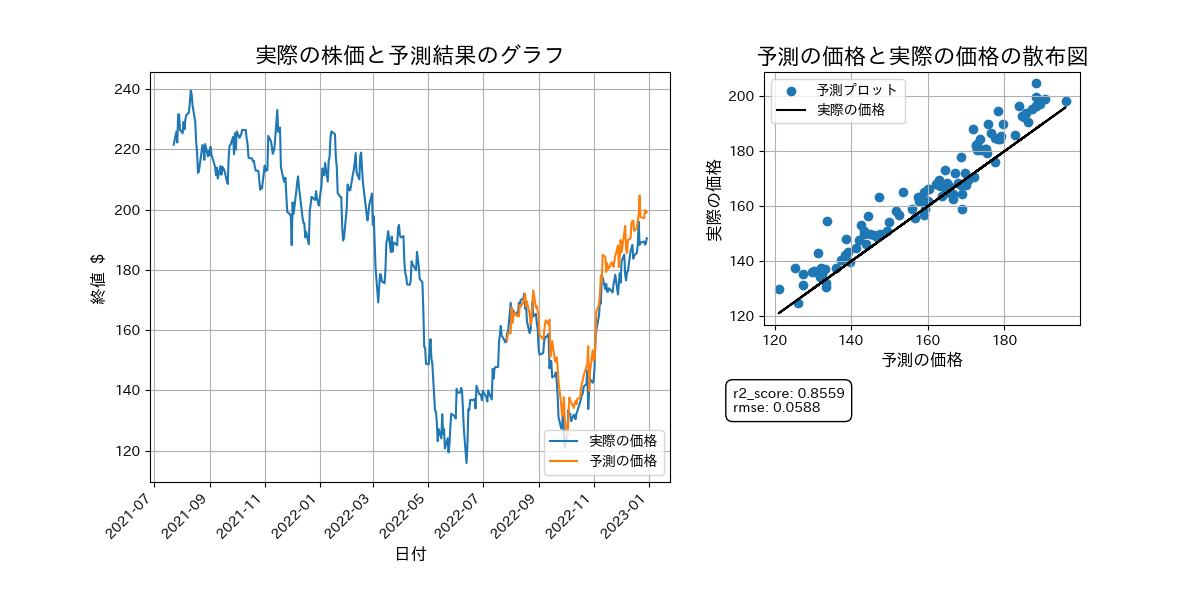 実際の株価と予測結果のグラフ
終値 $
240
220
200
180
160
140
120
2021-07
2021-09
2021-11
2022-01
2022-03
2022-05
2022-07
2022-09
2022-11
2023-01
日付
実際の価格
予測の価格
予測の価格と実際の価格の散布図
実際の価格
200
180
160
140
120
120
140
160
180
予測の価格
予測プロット
実際の価格
r2_score: 0.8559
rmse: 0.0588